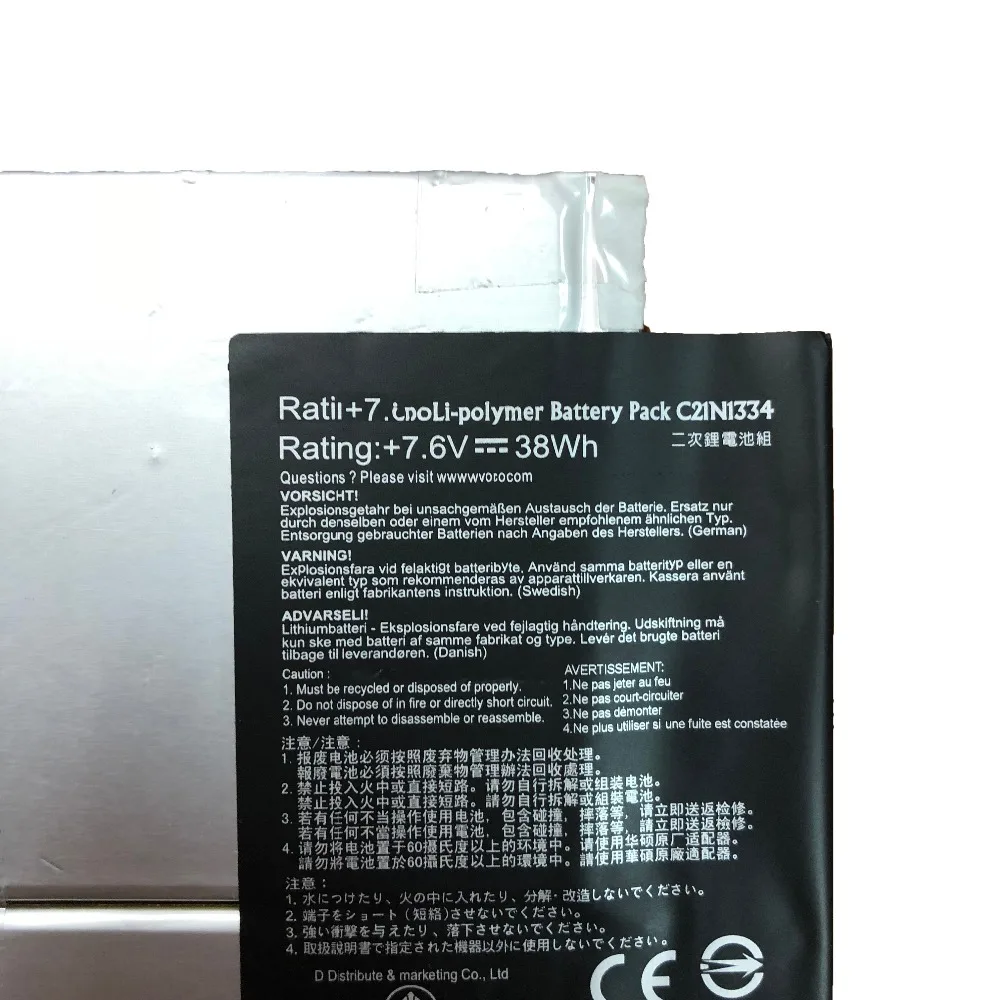 Ratiı+7.ʟnoLi-polymer Battery Pack C21N1334
Rating:+7.6V⎓38Wh 二次鋰電池組
Questions ? Please visit wwwwvotocom
VORSICHT!
Explosionsgetahr bei unsachgemäßen Austausch der Batterie. Ersatz nur
durch denselben oder einem vom Hersteller empfohlenem ähnlichen Typ.
Entsorgung gebrauchter Batterien nach Angaben des Herstellers. (German)
VARNING!
ExPlosionsfara vid felaktigt batteribyte. Använd samma batterityp eller en
ekvivalent typ som rekommenderas av apparattillverkaren. Kassera använt
batteri enligt fabrikantens instruktion. (Swedish)
ADVARSELI!
Lithiumbatteri - Eksplosionsfare ved fejlagtig håndtering. Udskiftning må
kun ske med batteri af samme fabrikat og type. Levér det brugte batteri
tilbage til leverandøren. (Danish)
Caution :
1. Must be recycled or disposed of properly.
2. Do not dispose of in fire or directly short circuit.
3. Never attempt to disassemble or reassemble.
AVERTISSEMENT:
1.Ne pas jeter au feu
2.Ne pas court-circuiter
3.Ne pas démonter
4.Ne plus utiliser si une fuite est constatée
注意/注意：
1. 报废电池必须按照废弃物管理办法回收处理。
報廢電池必須按照廢棄物管理辦法回收處理。
2. 禁止投入火中或直接短路。请勿自行拆解或组装电池。
禁止投入火中或直接短路。請勿自行拆解或組裝電池。
3. 若有任何不当操作使用电池，包含碰撞，摔落等，请立即送返检修。
若有任何不當操作使用電池，包含碰撞，摔落等，請立即送返檢修。
4. 请勿将电池置于60摄氏度以上的环境中。请使用华硕原厂适配器。
請勿將電池置於60攝氏度以上的環境中。請使用華碩原廠適配器。
注意：
1. 水につけたり、火の中に入れたり、分解・改造しないでください。
2. 端子をショート（短絡）させないでください。
3. 強い衝撃を与えたり、落下させないでください。
4. 取扱説明書で指定された機器以外に使用しないでください。
D Distribute & marketing Co., Ltd
CE